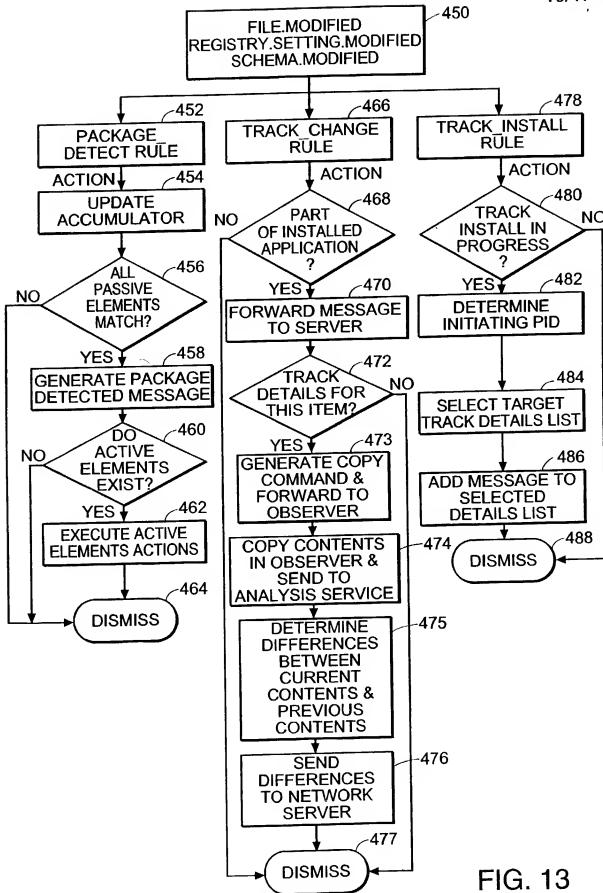 450
FILE.MODIFIED
REGISTRY.SETTING.MODIFIED
SCHEMA.MODIFIED
452
PACKAGE_
DETECT RULE
ACTION
454
UPDATE
ACCUMULATOR
456
ALL
PASSIVE
ELEMENTS
MATCH?
NO
YES
458
GENERATE PACKAGE
DETECTED MESSAGE
460
DO
ACTIVE
ELEMENTS
EXIST?
NO
YES
462
EXECUTE ACTIVE
ELEMENTS ACTIONS
DISMISS
464
466
TRACK_CHANGE
RULE
ACTION
468
NO
PART
OF INSTALLED
APPLICATION
?
YES
470
FORWARD MESSAGE
TO SERVER
472
TRACK
DETAILS FOR
THIS ITEM?
NO
YES
473
GENERATE COPY
COMMAND &
FORWARD TO
OBSERVER
COPY CONTENTS
IN OBSERVER &
SEND TO
ANALYSIS SERVICE
474
475
DETERMINE
DIFFERENCES
BETWEEN
CURRENT
CONTENTS &
PREVIOUS
CONTENTS
476
SEND
DIFFERENCES
TO NETWORK
SERVER
477
DISMISS
478
TRACK_INSTALL
RULE
ACTION
480
TRACK
INSTALL IN
PROGRESS
?
NO
YES
482
DETERMINE
INITIATING PID
484
SELECT TARGET
TRACK DETAILS LIST
486
ADD MESSAGE TO
SELECTED
DETAILS LIST
488
DISMISS
FIG. 13